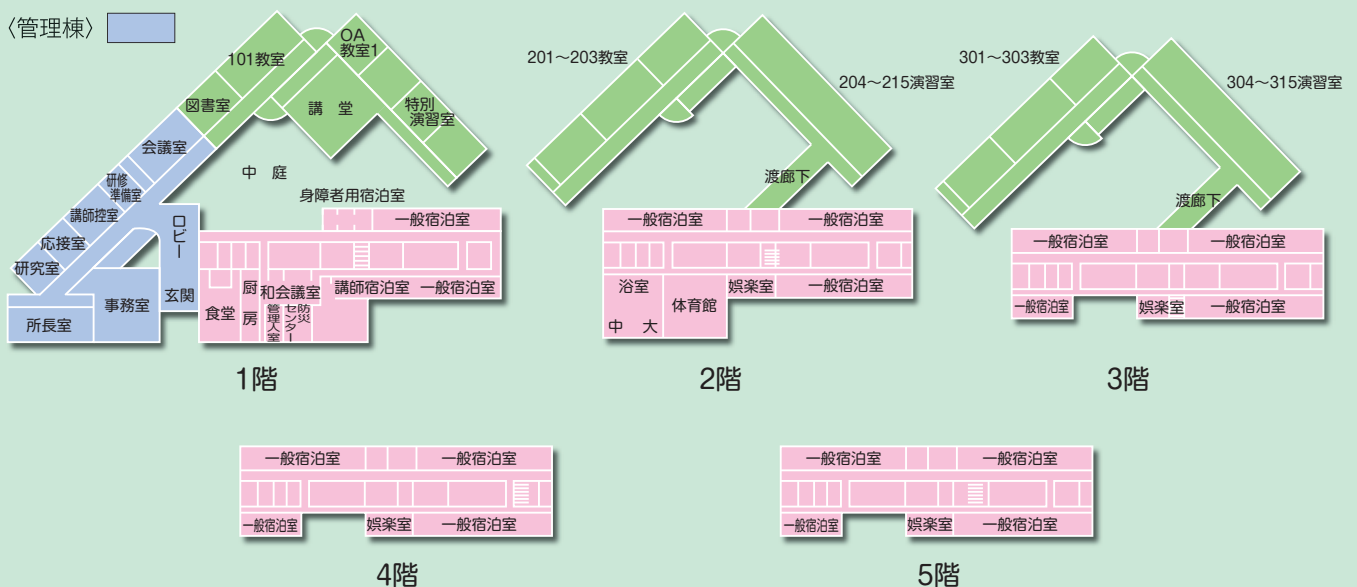 〈管理棟〉
OA
教室1
101教室
図書室
講 堂
特別
演習室
会議室
研修
準備室
講師控室
応接室
研究室
所長室
事務室
ロビー
玄関
中 庭
身障者用宿泊室
一般宿泊室
食堂
厨房
和会議室
管理人室
防災
センター
講師宿泊室
一般宿泊室
1階
201〜203教室
204〜215演習室
渡廊下
一般宿泊室
一般宿泊室
浴室
中 大
体育館
娯楽室
一般宿泊室
2階
301〜303教室
304〜315演習室
渡廊下
一般宿泊室
一般宿泊室
一般宿泊室
娯楽室
一般宿泊室
3階
一般宿泊室
一般宿泊室
一般宿泊室
娯楽室
一般宿泊室
4階
一般宿泊室
一般宿泊室
一般宿泊室
娯楽室
一般宿泊室
5階